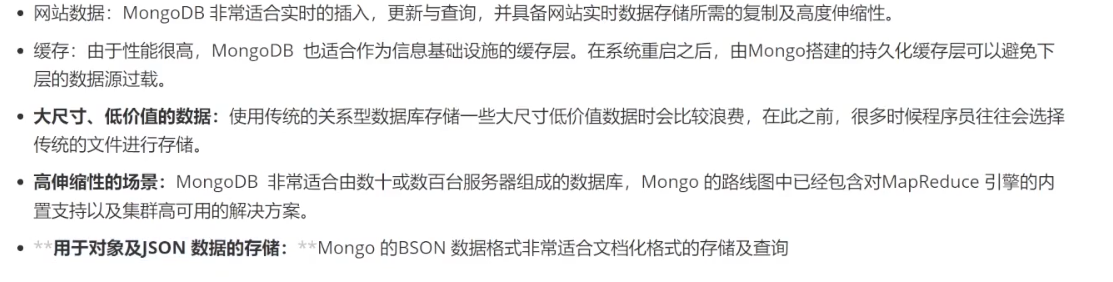 • 网站数据：MongoDB 非常适合实时的插入，更新与查询，并具备网站实时数据存储所需的复制及高度伸缩性。
• 缓存：由于性能很高，MongoDB 也适合作为信息基础设施的缓存层。在系统重启之后，由Mongo搭建的持久化缓存层可以避免下
层的数据源过载。
• 大尺寸、低价值的数据：使用传统的关系型数据库存储一些大尺寸低价值数据时会比较浪费，在此之前，很多时候程序员往往会选择
传统的文件进行存储。
• 高伸缩性的场景：MongoDB 非常适合由数十或数百台服务器组成的数据库，Mongo 的路线图中已经包含对MapReduce 引擎的内
置支持以及集群高可用的解决方案。
• **用于对象及JSON 数据的存储：**Mongo 的BSON 数据格式非常适合文档化格式的存储及查询